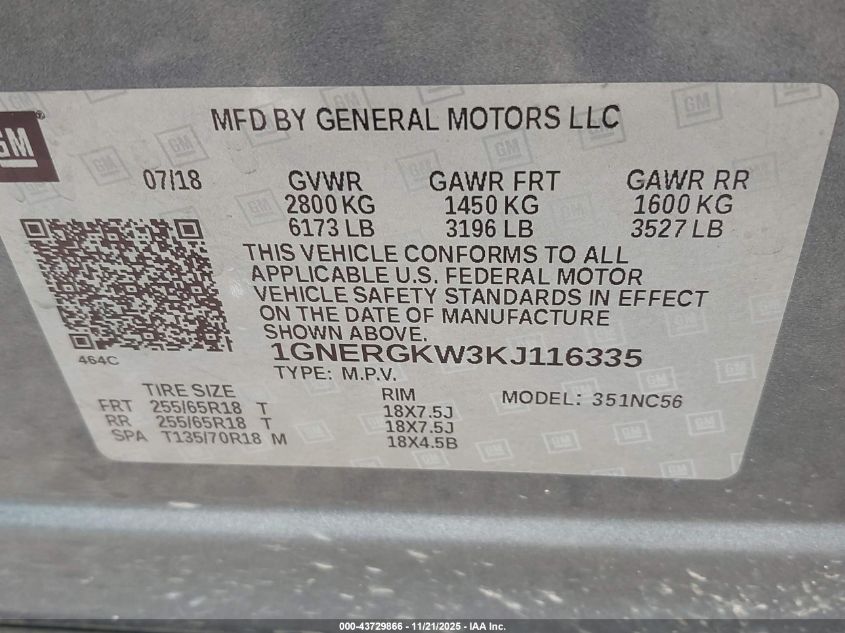 GM
MFD BY GENERAL MOTORS LLC
07/18 GVWR GAWR FRT GAWR RR
2800 KG 1450 KG 1600 KG
6173 LB 3196 LB 3527 LB
THIS VEHICLE CONFORMS TO ALL
APPLICABLE U.S. FEDERAL MOTOR
VEHICLE SAFETY STANDARDS IN EFFECT
ON THE DATE OF MANUFACTURE
SHOWN ABOVE.
464C
1GNERGKW3KJ116335
TYPE: M.P.V.
TIRE SIZE RIM MODEL: 351NC56
FRT 255/65R18 T 18X7.5J
RR 255/65R18 T 18X7.5J
SPA T135/70R18 M 18X4.5B
000-43729866 - 11/21/2025 - IAA Inc.